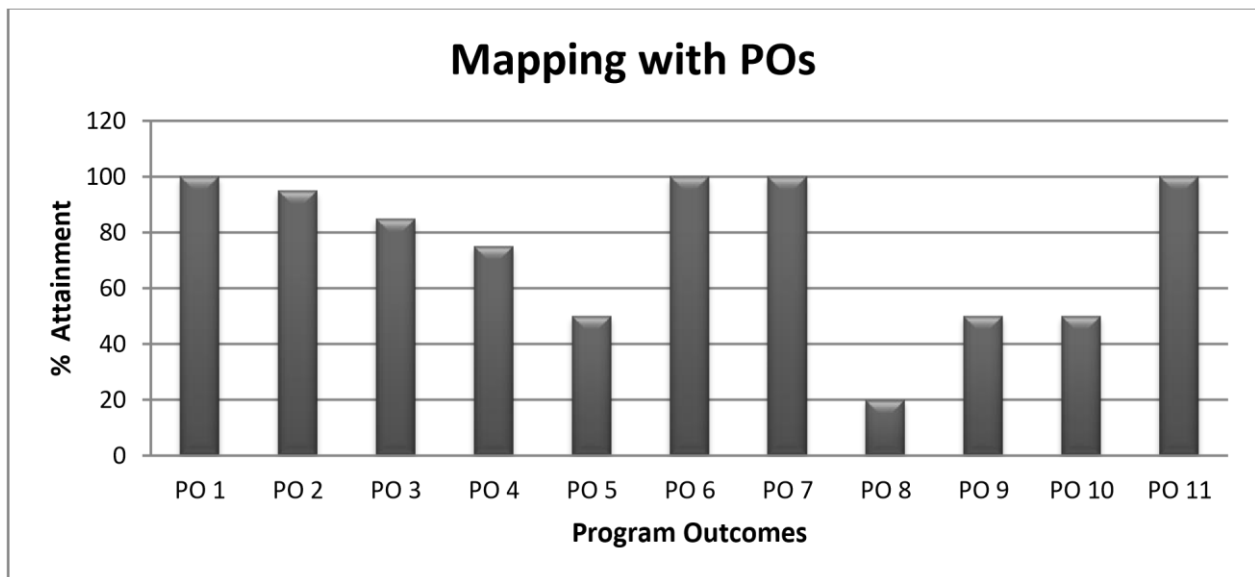 Mapping with POs
120
100
80
60
40
20
0
% Attainment
PO 1 PO 2 PO 3 PO 4 PO 5 PO 6 PO 7 PO 8 PO 9 PO 10 PO 11
Program Outcomes